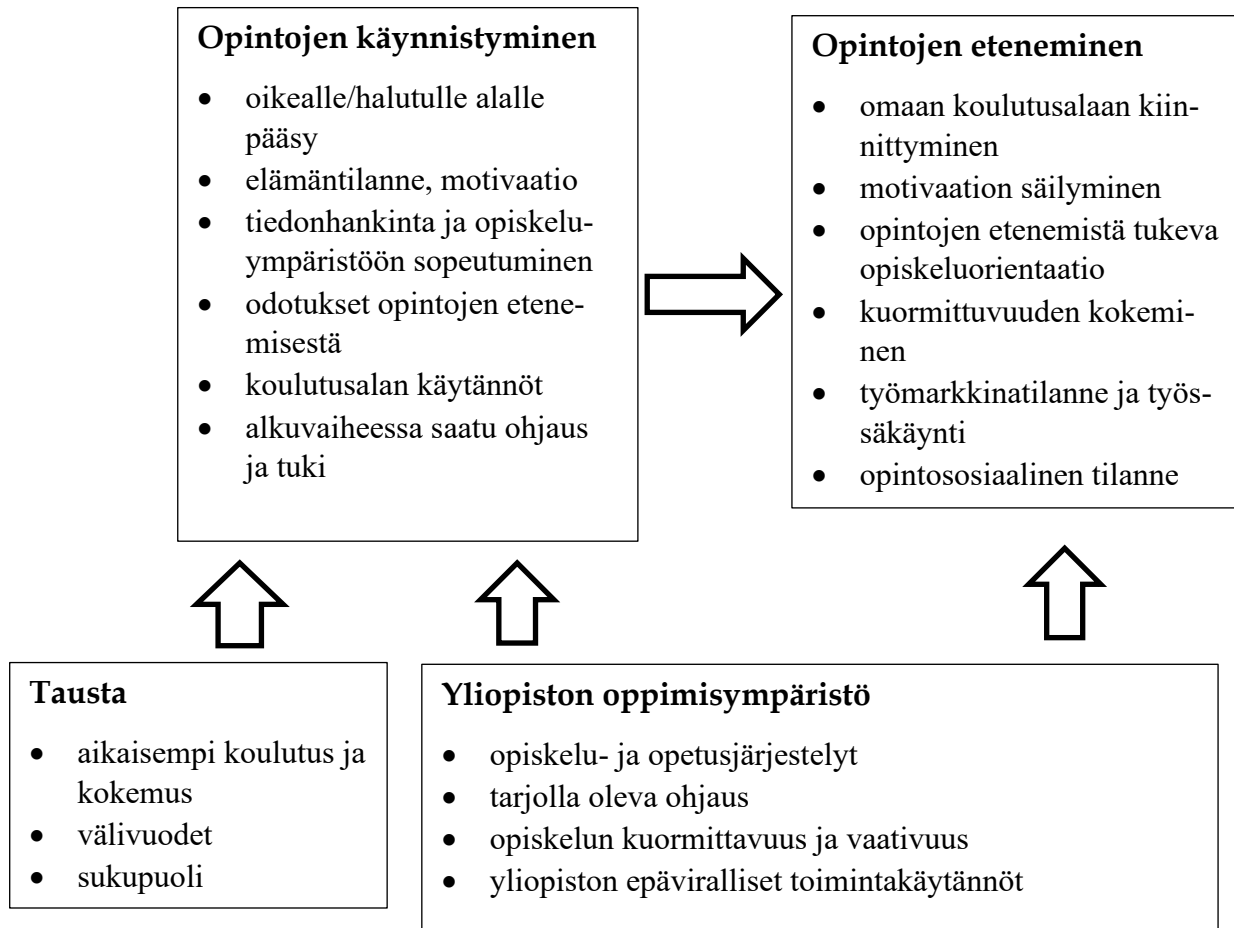 Opintojen käynnistyminen
• oikealle/halutulle alalle
pääsy
• elämäntilanne, motivaatio
• tiedonhankinta ja opiskelu-
ympäristöön sopeutuminen
• odotukset opintojen etene-
misestä
• koulutusalan käytännöt
• alkuvaiheessa saatu ohjaus
ja tuki
Opintojen eteneminen
• omaan koulutusalaan kiin-
nittyminen
• motivaation säilyminen
• opintojen etenemistä tukeva
opiskeluorientaatio
• kuormittuvuuden kokemi-
nen
• työmarkkinatilanne ja työs-
säkäynti
• opintososiaalinen tilanne
Tausta
• aikaisempi koulutus ja
kokemus
• välivuodet
• sukupuoli
Yliopiston oppimisympäristö
• opiskelu- ja opetusjärjestelyt
• tarjolla oleva ohjaus
• opiskelun kuormittavuus ja vaativuus
• yliopiston epäviralliset toimintakäytännöt